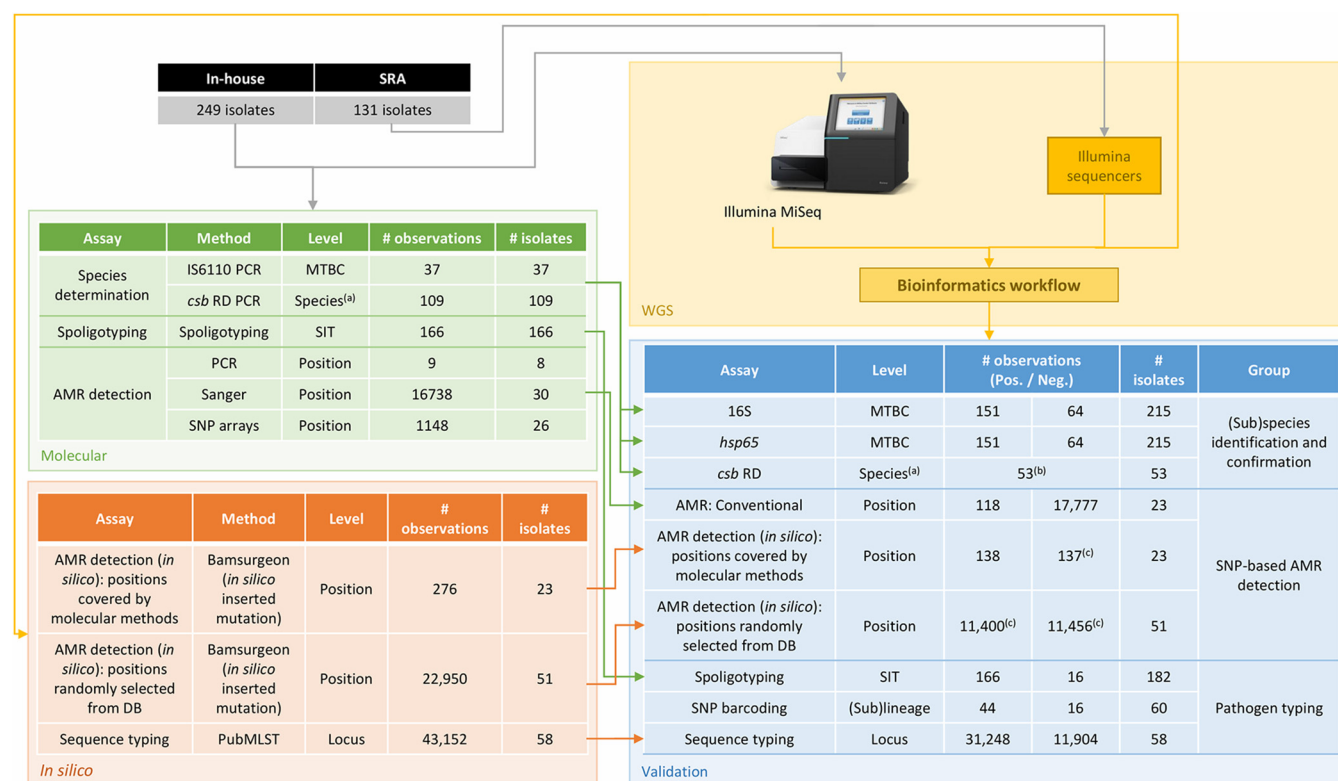 In-house SRA
249 isolates 131 isolates
Illumina MiSeq
Illumina
sequencers
Bioinformatics workflow
WGS
Assay Method Level # observations # isolates
Species
determination
IS6110 PCR MTBC 37 37
csb RD PCR Species(a) 109 109
Spoligotyping Spoligotyping SIT 166 166
AMR detection
PCR Position 9 8
Sanger Position 16738 30
SNP arrays Position 1148 26
Molecular
Assay Method Level #
observations
#
isolates
AMR detection (in
silico): positions
covered by
molecular methods
Bamsurgeon
(in silico
inserted
mutation)
Position 276 23
AMR detection (in
silico): positions
randomly selected
from DB
Bamsurgeon
(in silico
inserted
mutation)
Position 22,950 51
Sequence typing PubMLST Locus 43,152 58
In silico
Assay Level # observations
(Pos. / Neg.)
#
isolates
Group
16S MTBC 151 64 215
hsp65 MTBC 151 64 215
csb RD Species(a) 53(b) 53
(Sub)species
identification and
confirmation
AMR: Conventional Position 118 17,777 23
AMR detection (in silico):
positions covered by
molecular methods
Position 138 137(c) 23
AMR detection (in silico):
positions randomly
selected from DB
Position 11,400(c) 11,456(c) 51
SNP-based AMR
detection
Spoligotyping SIT 166 16 182
SNP barcoding (Sub)lineage 44 16 60
Sequence typing Locus 31,248 11,904 58
Pathogen typing
Validation